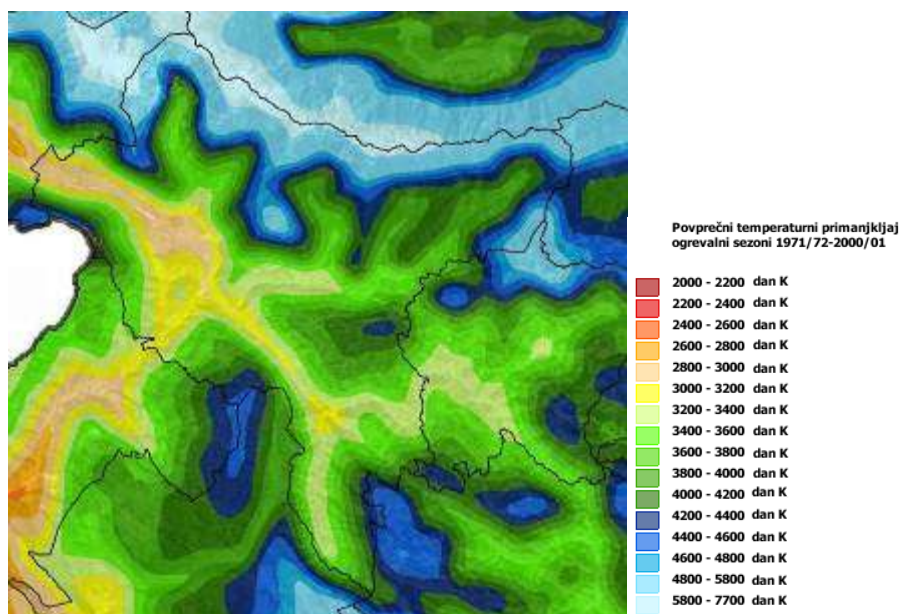 Povprečni temperaturni primanjkljaj
ogrevalni sezoni 1971/72-2000/01
2000 - 2200 dan K
2200 - 2400 dan K
2400 - 2600 dan K
2600 - 2800 dan K
2800 - 3000 dan K
3000 - 3200 dan K
3200 - 3400 dan K
3400 - 3600 dan K
3600 - 3800 dan K
3800 - 4000 dan K
4000 - 4200 dan K
4200 - 4400 dan K
4400 - 4600 dan K
4600 - 4800 dan K
4800 - 5800 dan K
5800 - 7700 dan K